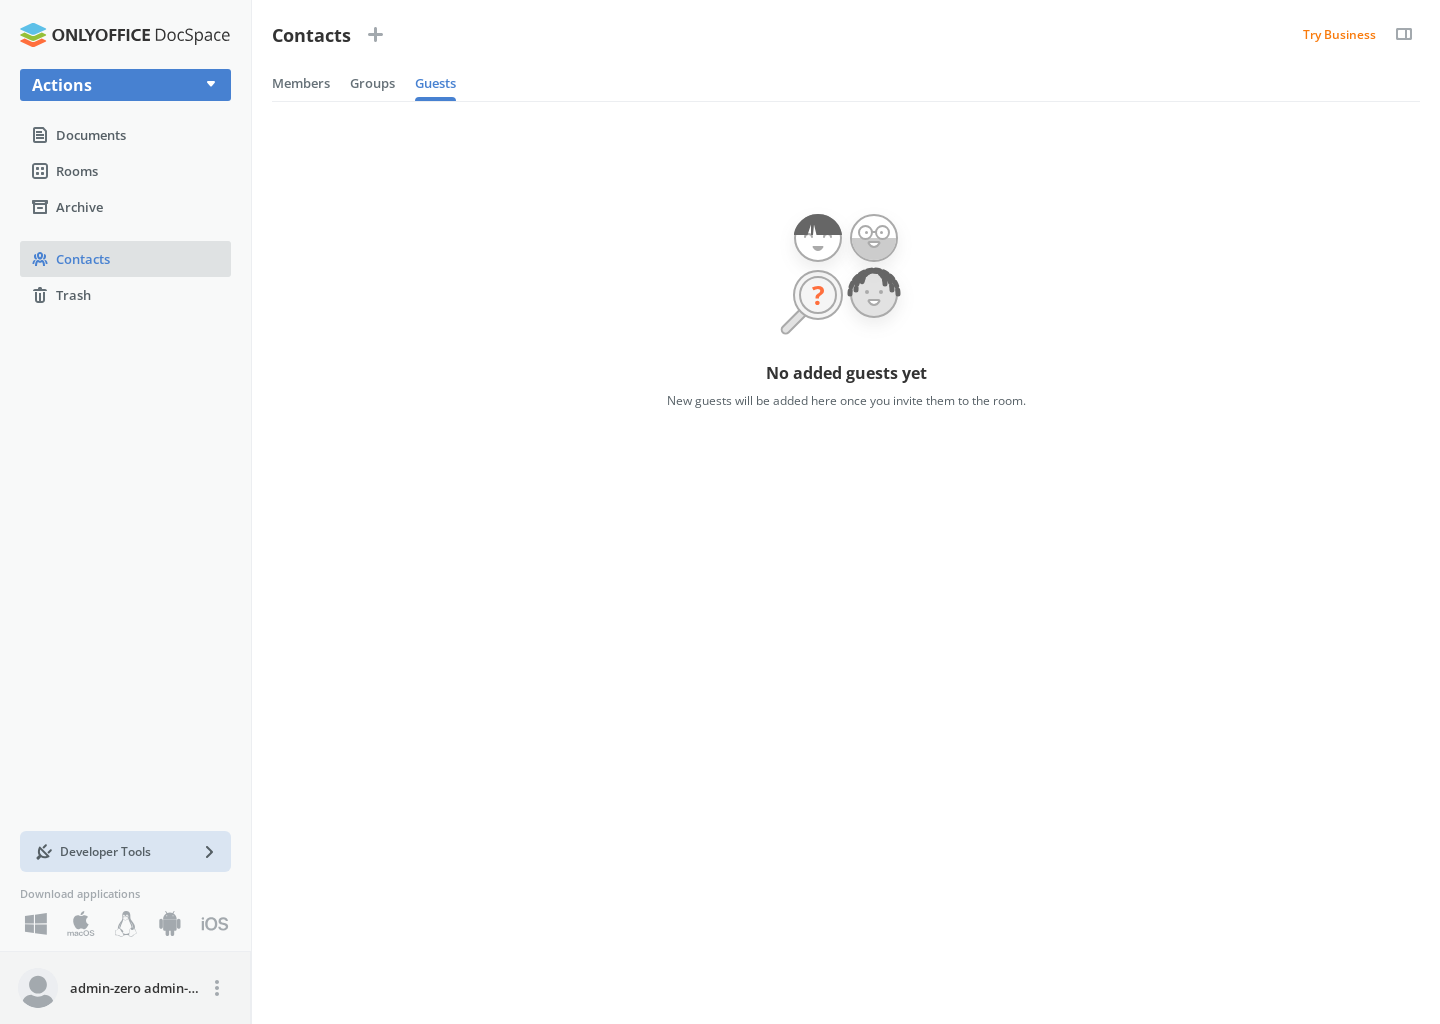 ONLYOFFICE DocSpace
Actions
Documents
Rooms
Archive
Contacts
Trash
Developer Tools
Download applications
macOS
iOS
admin-zero admin-...
Contacts
Try Business
Members Groups Guests
?
No added guests yet
New guests will be added here once you invite them to the room.